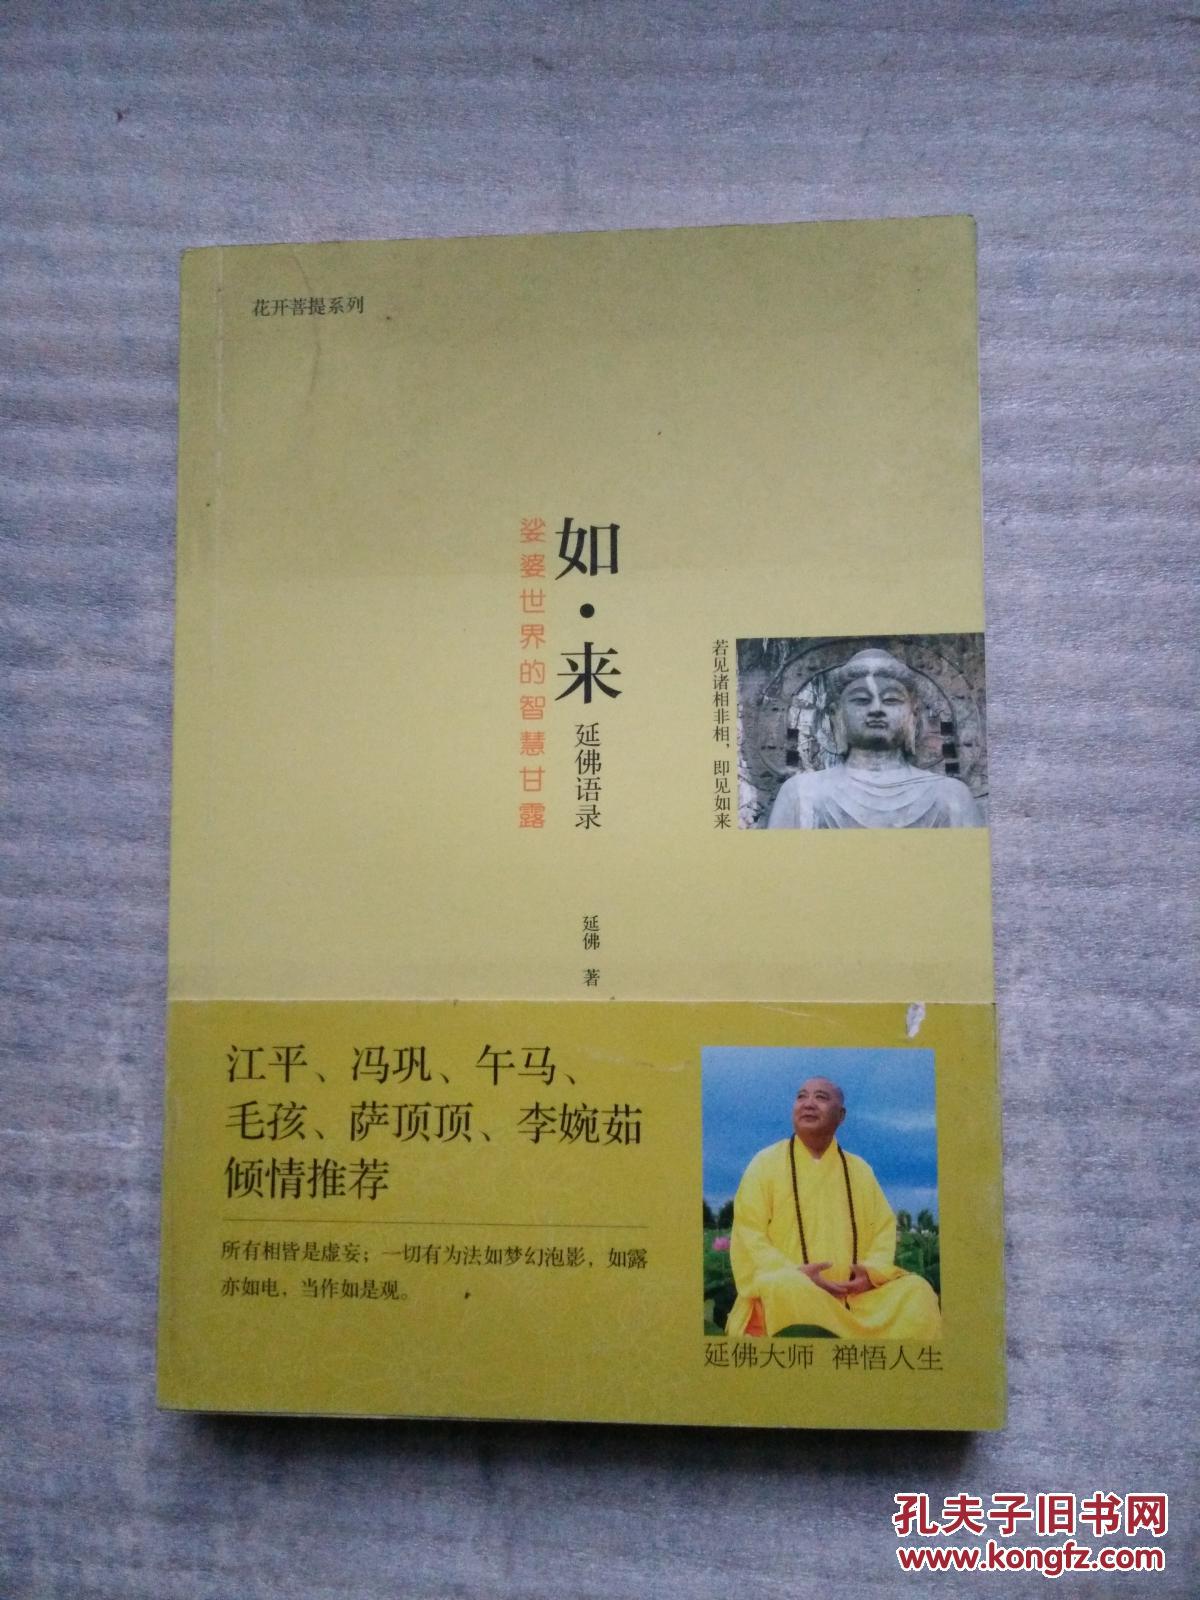 花开菩提系列
如·来
延佛语录
娑婆世界的智慧甘露
若见诸相非相，即见如来
延佛 著
江平、冯巩、午马、
毛孩、萨顶顶、李婉茹
倾情推荐
所有相皆是虚妄；一切有为法如梦幻泡影，如露
亦如电，当作如是观。
延佛大师 禅悟人生
孔夫子旧书网
www.kongfz.com